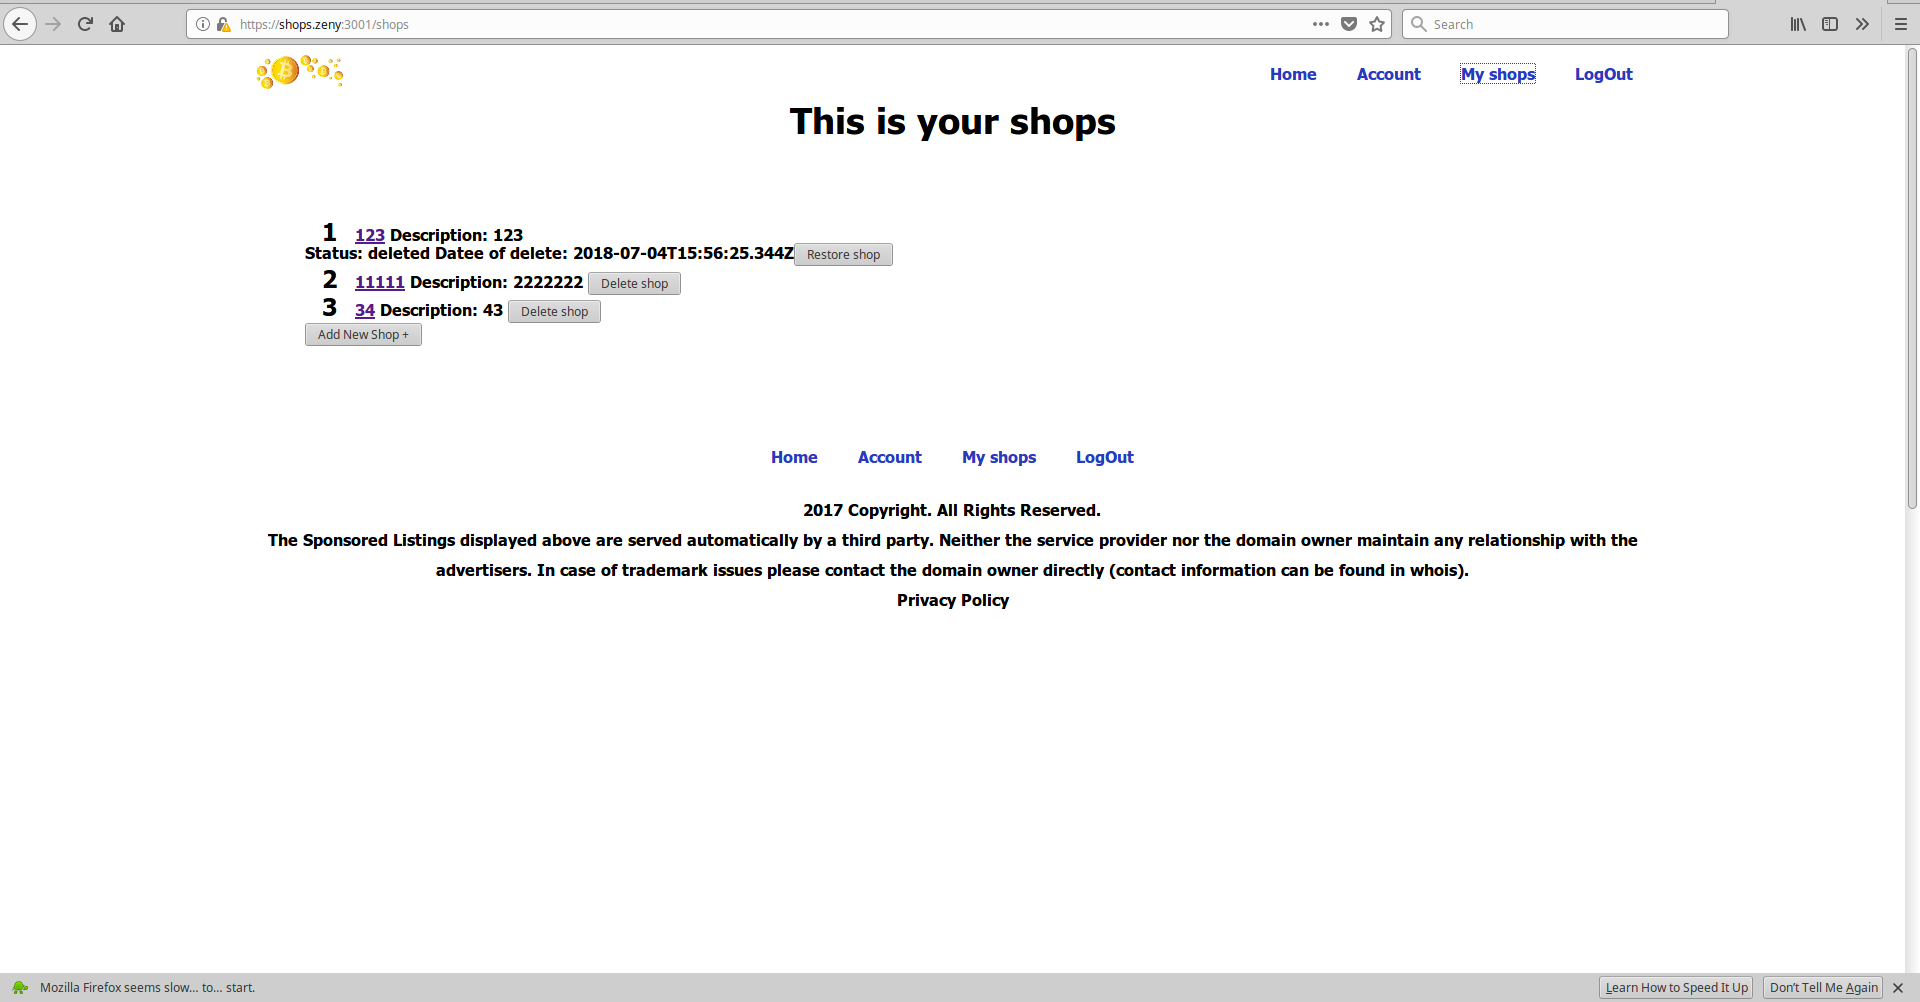 https://shops.zeny:3001/shops
Search
Home Account My shops LogOut
This is your shops
1 123 Description: 123
Status: deleted Datee of delete: 2018-07-04T15:56:25.344Z Restore shop
2 11111 Description: 2222222 Delete shop
3 34 Description: 43 Delete shop
Add New Shop +
Home Account My shops LogOut
2017 Copyright. All Rights Reserved.
The Sponsored Listings displayed above are served automatically by a third party. Neither the service provider nor the domain owner maintain any relationship with the
advertisers. In case of trademark issues please contact the domain owner directly (contact information can be found in whois).
Privacy Policy
Mozilla Firefox seems slow... to... start. Learn How to Speed It Up Don't Tell Me Again